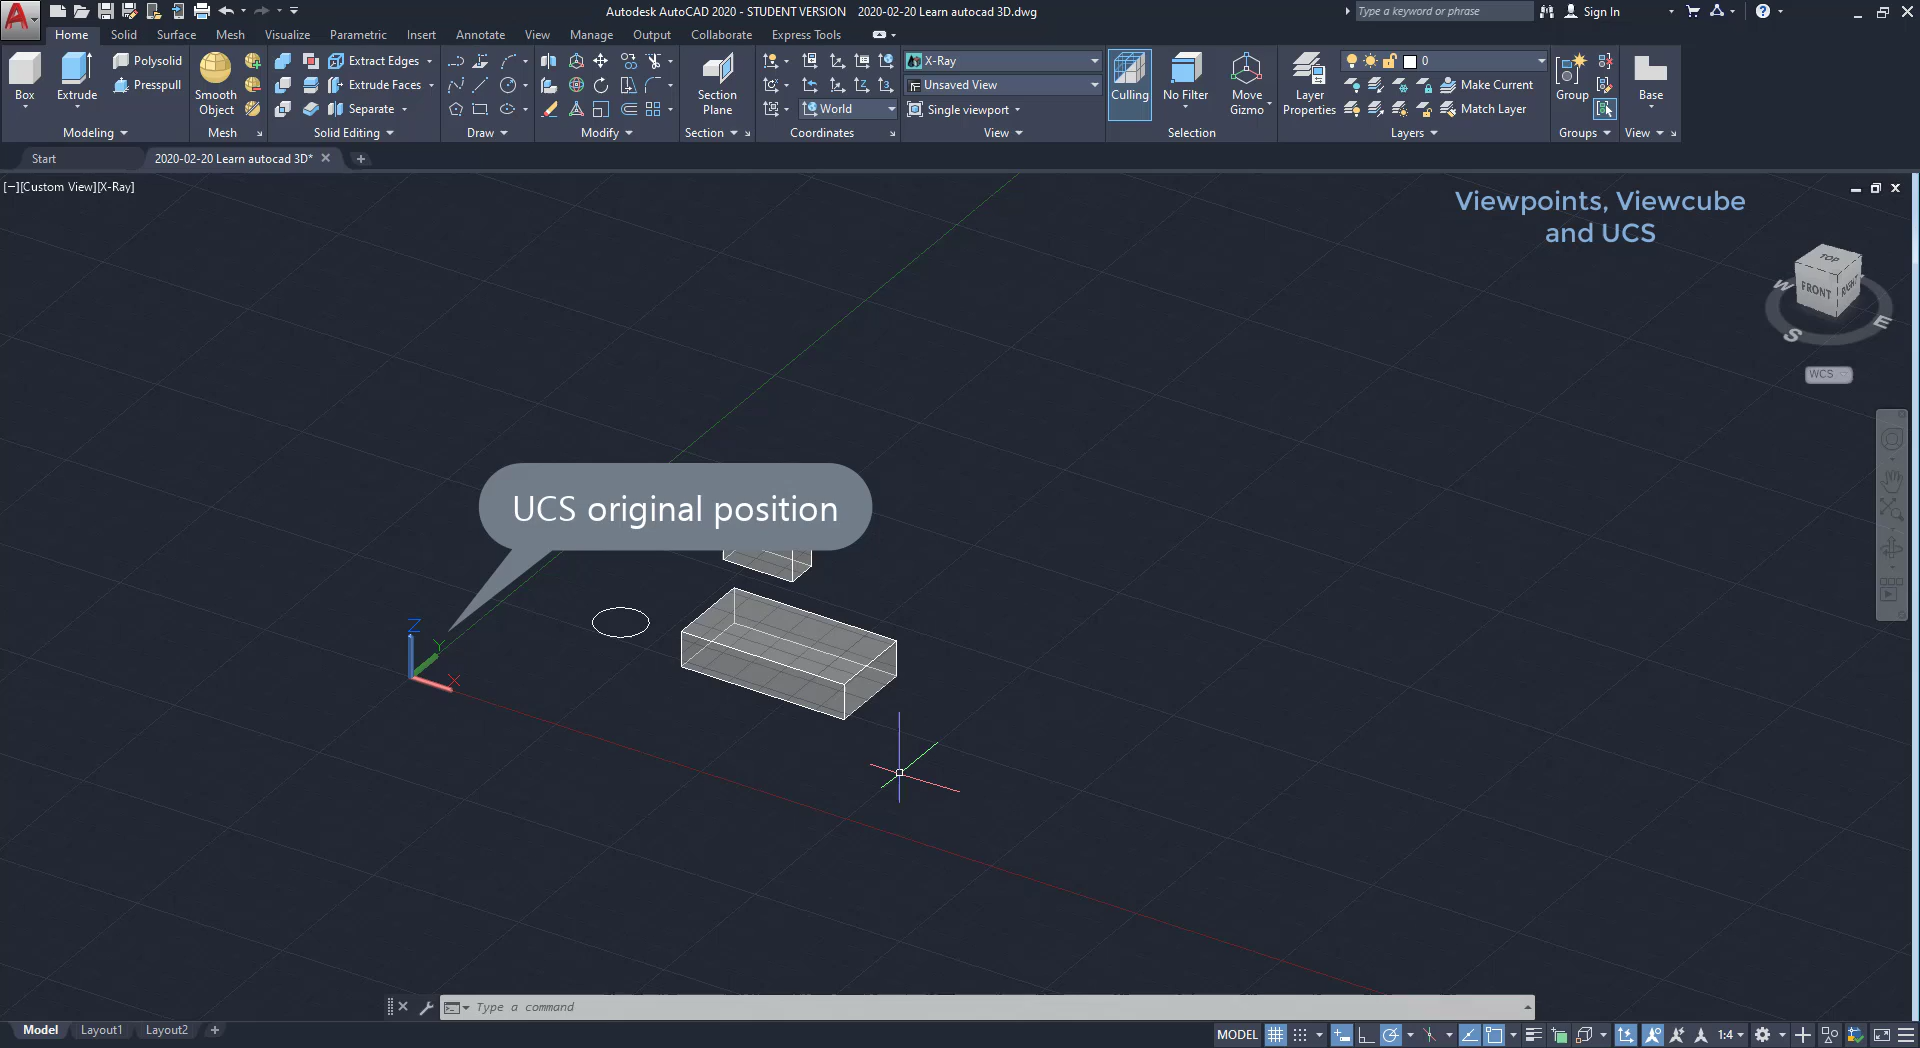 Autodesk AutoCAD 2020 - STUDENT VERSION 2020-02-20 Learn autocad 3D.dwg
Type a keyword or phrase
Sign In
Home Solid Surface Mesh Visualize Parametric Insert Annotate View Manage Output Collaborate Express Tools
Box
Extrude
Polysolid
Presspull
Modeling
Smooth
Object
Mesh
Extract Edges
Extrude Faces
Separate
Solid Editing
Draw
Modify
Section
Plane
Section
World
Coordinates
X-Ray
Unsaved View
Single viewport
View
Culling
No Filter
Move
Gizmo
Selection
Layer
Properties
0
Make Current
Match Layer
Layers
Group
Groups
Base
View
Start
2020-02-20 Learn autocad 3D*
[−][Custom View][X-Ray]
Viewpoints, Viewcube
and UCS
TOP
FRONT
RIGHT
W
S
E
WCS
UCS original position
Z
Y
X
Type a command
Model Layout1 Layout2
MODEL
1:4